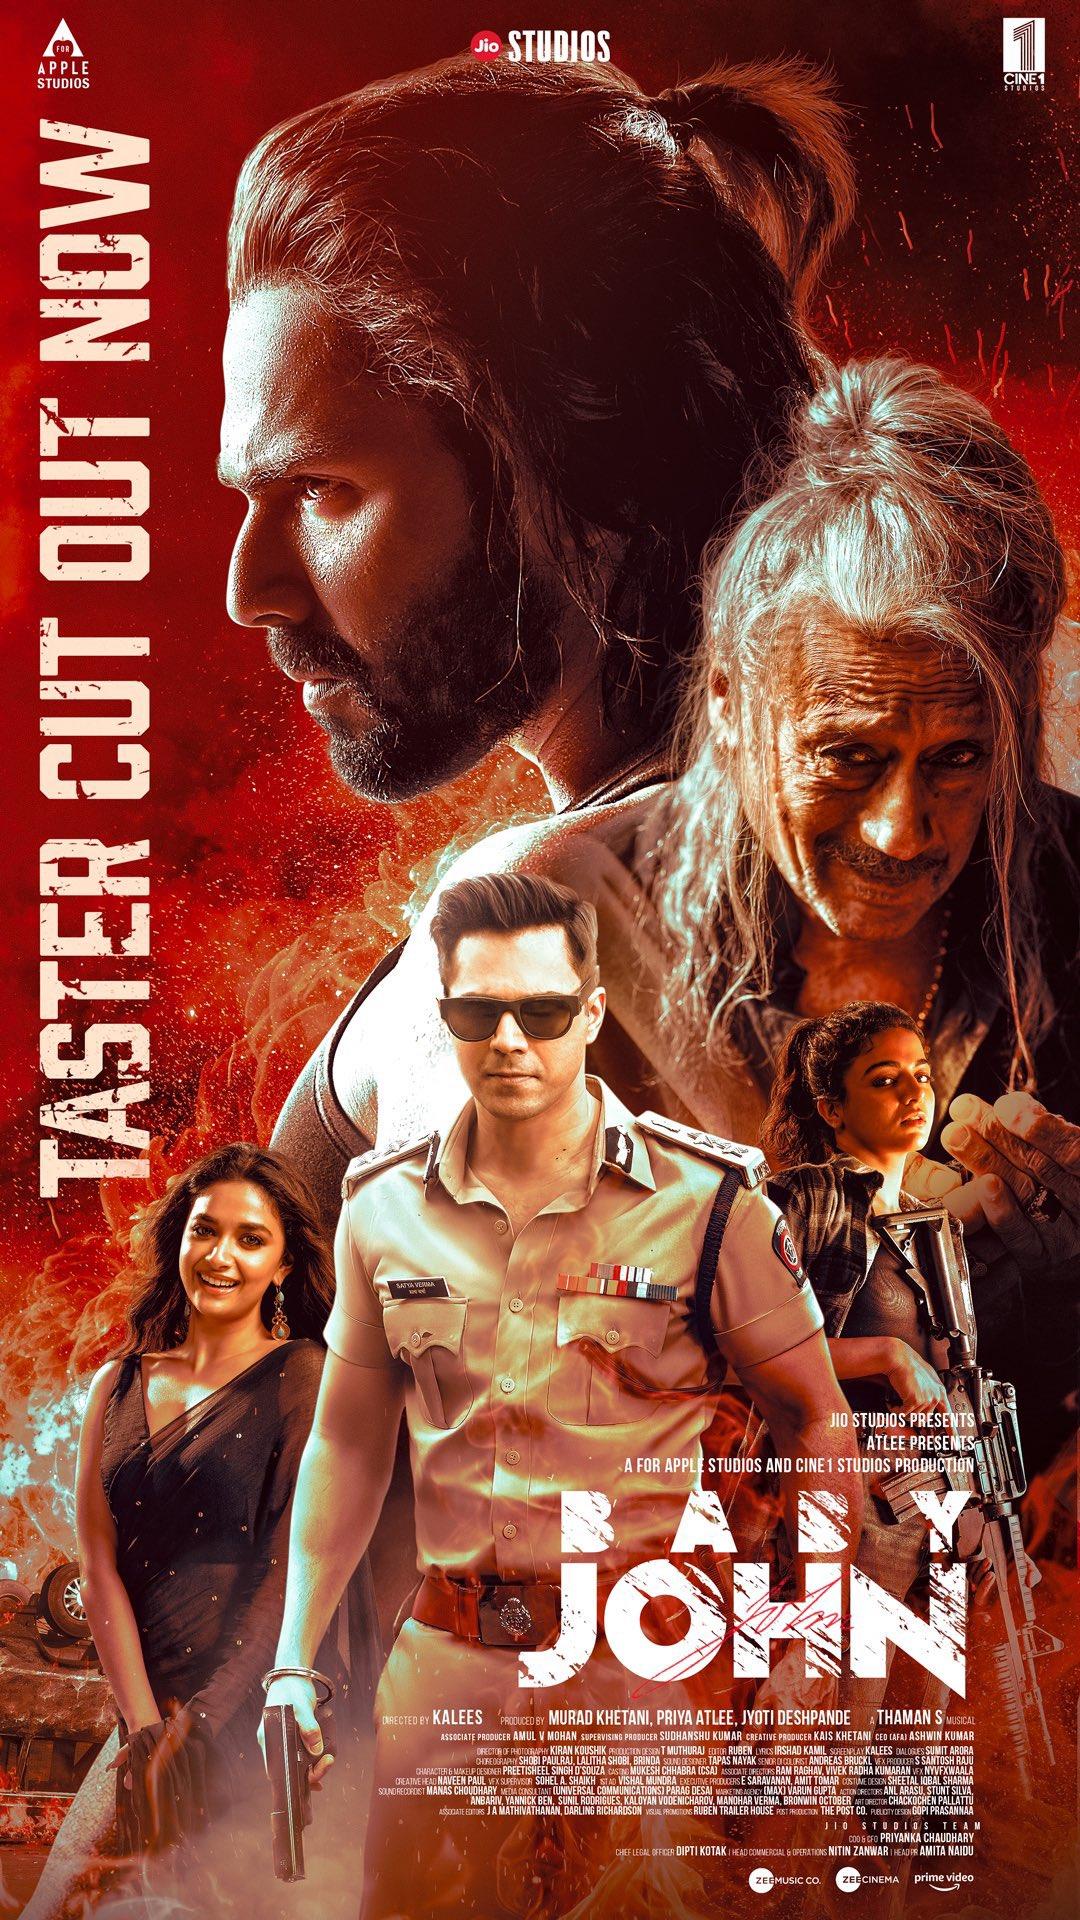 A
FOR
APPLE
STUDIOS
Jio STUDIOS
1
CINE1
STUDIOS
TASTER CUT OUT NOW
SATYA VERMA
JIO STUDIOS PRESENTS
ATLEE PRESENTS
A FOR APPLE STUDIOS AND CINE1 STUDIOS PRODUCTION
BABY
JOHN
John
DIRECTED BY KALEES PRODUCED BY MURAD KHETANI, PRIYA ATLEE, JYOTI DESHPANDE A THAMAN S MUSICAL
ASSOCIATE PRODUCER AMUL V MOHAN SUPERVISING PRODUCER SUDHANSHU KUMAR CREATIVE PRODUCER KAIS KHETANI CEO (AFA) ASHWIN KUMAR
DIRECTOR OF PHOTOGRAPHY KIRAN KOUSHIK PRODUCTION DESIGN T MUTHURAJ EDITOR RUBEN LYRICS IRSHAD KAMIL SCREENPLAY KALEES DIALOGUES SUMIT ARORA
SHOBI PAULRAJ, LALITHA SHOBI, BRINDA SOUND DESIGNER TAPAS NAYAK SENIOR DI COLORIST ANDREAS BRUCKL VFX PRODUCER S SANTOSH RAJU
CHARACTER & MAKEUP DESIGNER PREETISHEEL SINGH D'SOUZA CASTING MUKESH CHHABRA (CSA) ASSOCIATE DIRECTORS RAM RAGHAV, VIVEK RADHA KUMARAN VFX NYVFXWAALA
CREATIVE HEAD NAVEEN PAUL VFX SUPERVISOR SOHEL A. SHAIKH 1ST AD VISHAL MUNDRA EXECUTIVE PRODUCERS E SARAVANAN, AMIT TOMAR COSTUME DESIGN SHEETAL IQBAL SHARMA
SOUND RECORDIST MANAS CHOUDHARY MEDIA CONSULTANT (UNIVERSAL COMMUNICATIONS) PARAG DESAI MARKETING AGENCY (MAX) VARUN GUPTA ACTION DIRECTORS ANL ARASU, STUNT SILVA,
ANBARIV, YANNICK BEN, SUNIL RODRIGUES, KALOYAN VODENICHAROV, MANOHAR VERMA, BRONWIN OCTOBER ART DIRECTOR CHACKOCHEN PALLATTU
ASSOCIATE EDITORS J A MATHIVATHANAN, DARLING RICHARDSON VISUAL PROMOTIONS RUBEN TRAILER HOUSE POST PRODUCTION THE POST CO. PUBLICITY DESIGN GOPI PRASANNAA
JIO STUDIOS TEAM
COO & CFO PRIYANKA CHAUDHARY
CHIEF LEGAL OFFICER DIPTI KOTAK | HEAD COMMERCIAL & OPERATIONS NITIN ZANWAR | HEAD PR AMITA NAIDU
ZEE MUSIC CO. ZEE CINEMA prime video